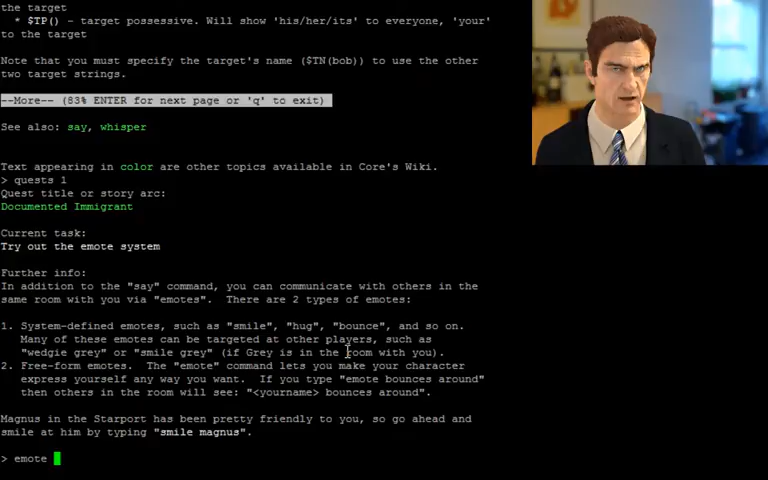 the target
* $TP() - target possessive. Will show 'his/her/its' to everyone, 'your'
to the target
Note that you must specify the target's name ($TN(bob)) to use the other
two target strings.
--More-- (83% ENTER for next page or 'q' to exit)
See also: say, whisper
Text appearing in color are other topics available in Core's Wiki.
> quests 1
Quest title or story arc:
Documented Immigrant
Current task:
Try out the emote system
Further info:
In addition to the "say" command, you can communicate with others in the
same room with you via "emotes".  There are 2 types of emotes:
1. System-defined emotes, such as "smile", "hug", "bounce", and so on.
Many of these emotes can be targeted at other players, such as
"wedgie grey" or "smile grey" (if Grey is in the room with you).
2. Free-form emotes.  The "emote" command lets you make your character
express yourself any way you want.  If you type "emote bounces around"
then others in the room will see: "<yourname> bounces around".
Magnus in the Starport has been pretty friendly to you, so go ahead and
smile at him by typing "smile magnus".
> emote